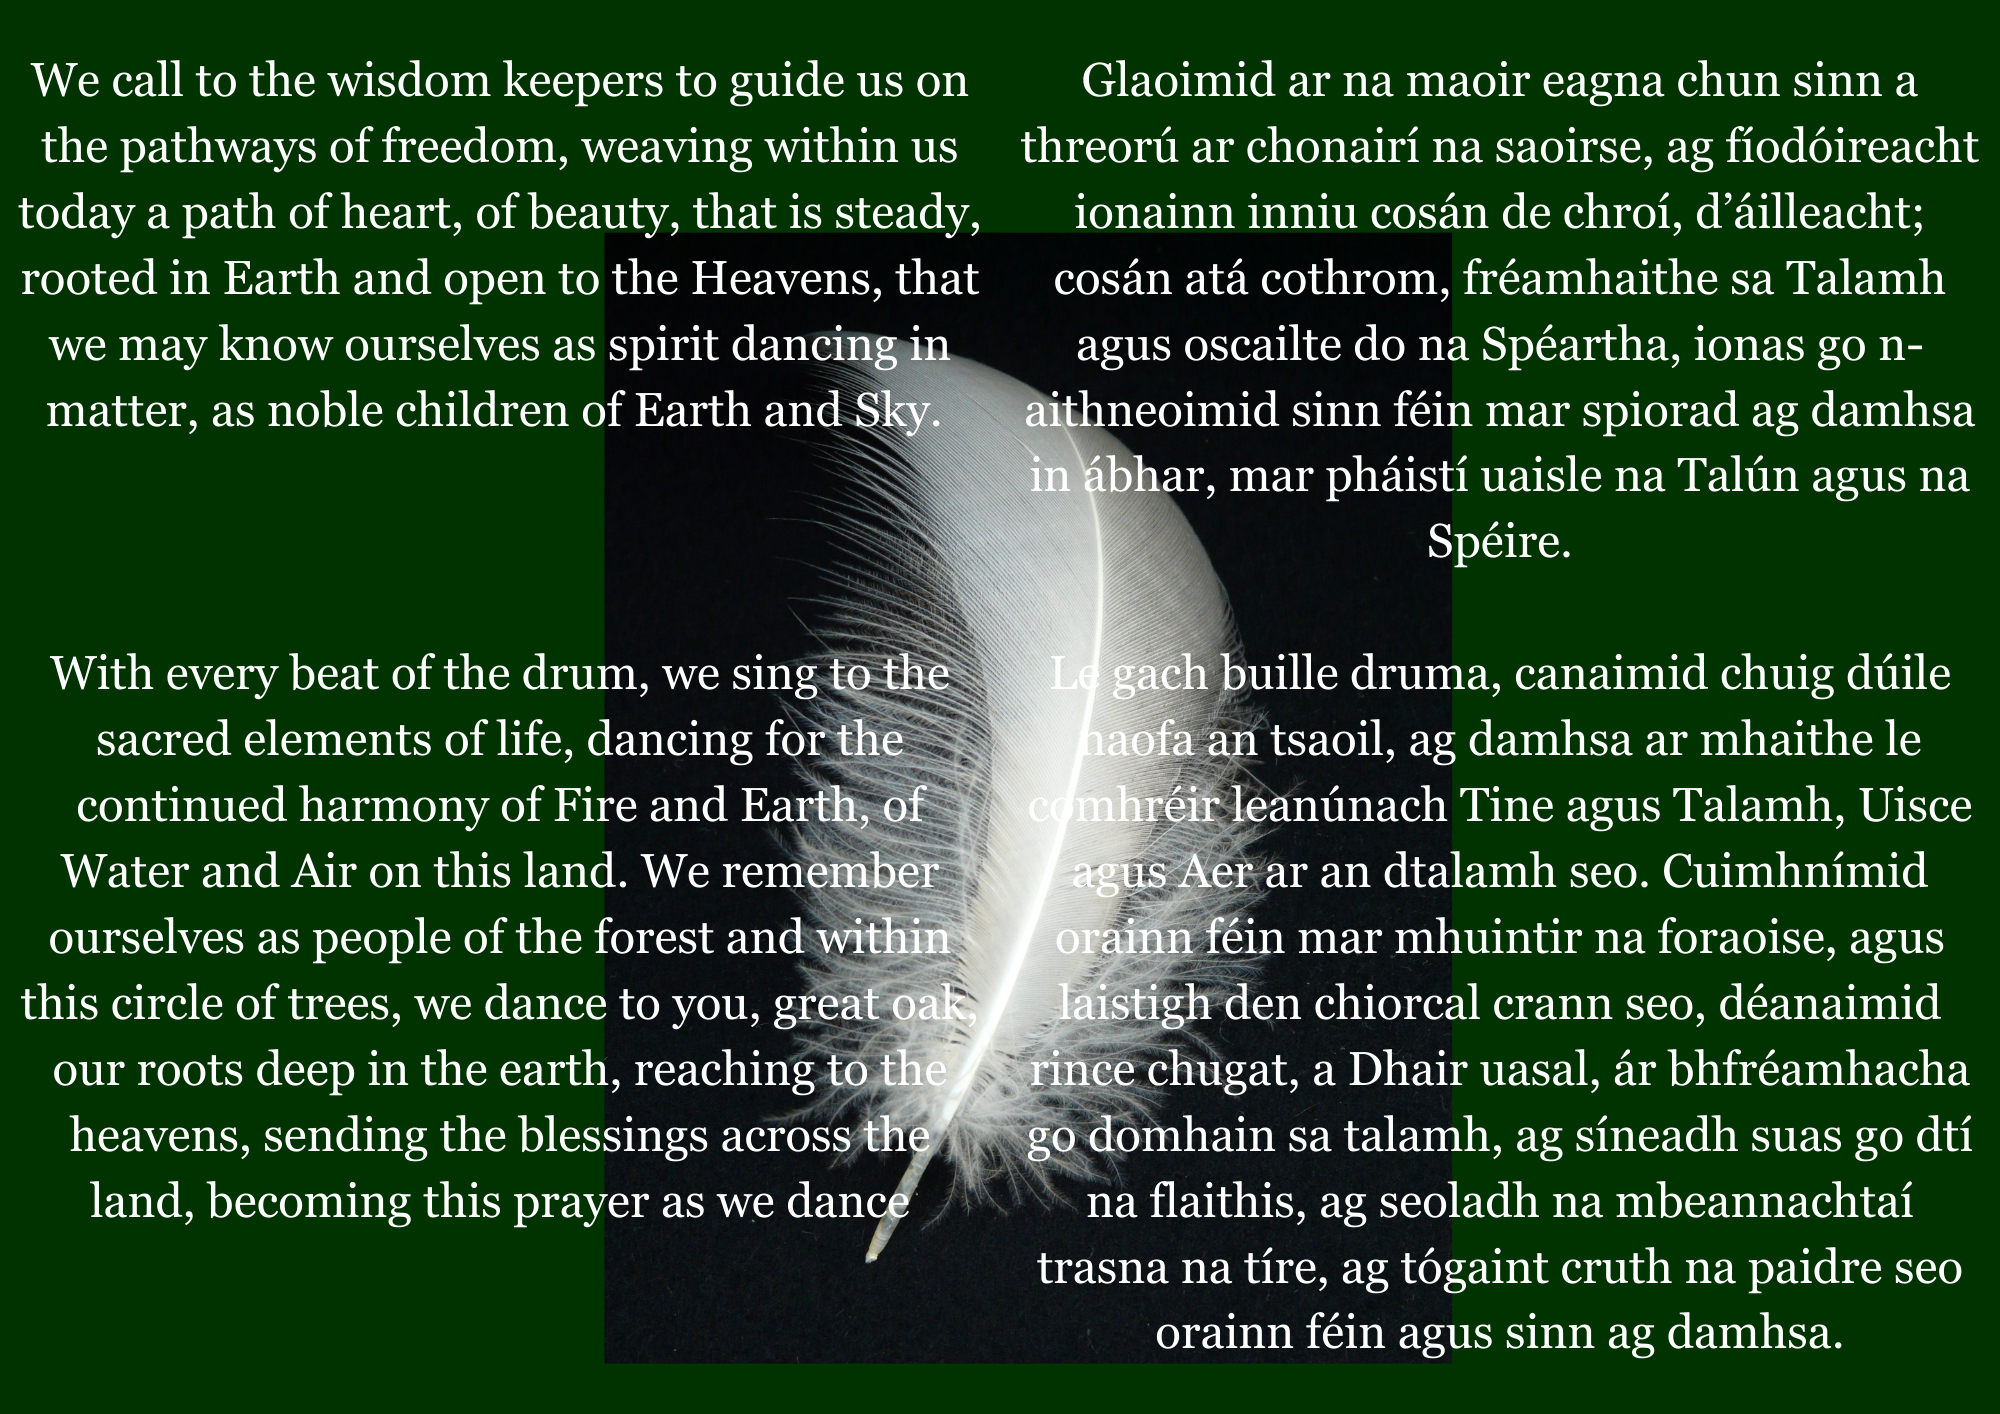 We call to the wisdom keepers to guide us on
the pathways of freedom, weaving within us
today a path of heart, of beauty, that is steady,
rooted in Earth and open to the Heavens, that
we may know ourselves as spirit dancing in
matter, as noble children of Earth and Sky.
With every beat of the drum, we sing to the
sacred elements of life, dancing for the
continued harmony of Fire and Earth, of
Water and Air on this land. We remember
ourselves as people of the forest and within
this circle of trees, we dance to you, great oak,
our roots deep in the earth, reaching to the
heavens, sending the blessings across the
land, becoming this prayer as we dance
Glaoimid ar na maoir eagna chun sinn a
threorú ar chonairí na saoirse, ag fíodóireacht
ionainn inniu cosán de chroí, d’áilleacht;
cosán atá cothrom, fréamhaithe sa Talamh
agus oscailte do na Spéartha, ionas go n-
aithneoimid sinn féin mar spiorad ag damhsa
in ábhar, mar pháistí uaisle na Talún agus na
Spéire.
Le gach buille druma, canaimid chuig dúile
naofa an tsaoil, ag damhsa ar mhaithe le
comhréir leanúnach Tine agus Talamh, Uisce
agus Aer ar an dtalamh seo. Cuimhnímid
orainn féin mar mhuintir na foraoise, agus
laistigh den chiorcal crann seo, déanaimid
rince chugat, a Dhair uasal, ár bhfréamhacha
go domhain sa talamh, ag síneadh suas go dtí
na flaithis, ag seoladh na mbeannachtaí
trasna na tíre, ag tógaint cruth na paidre seo
orainn féin agus sinn ag damhsa.